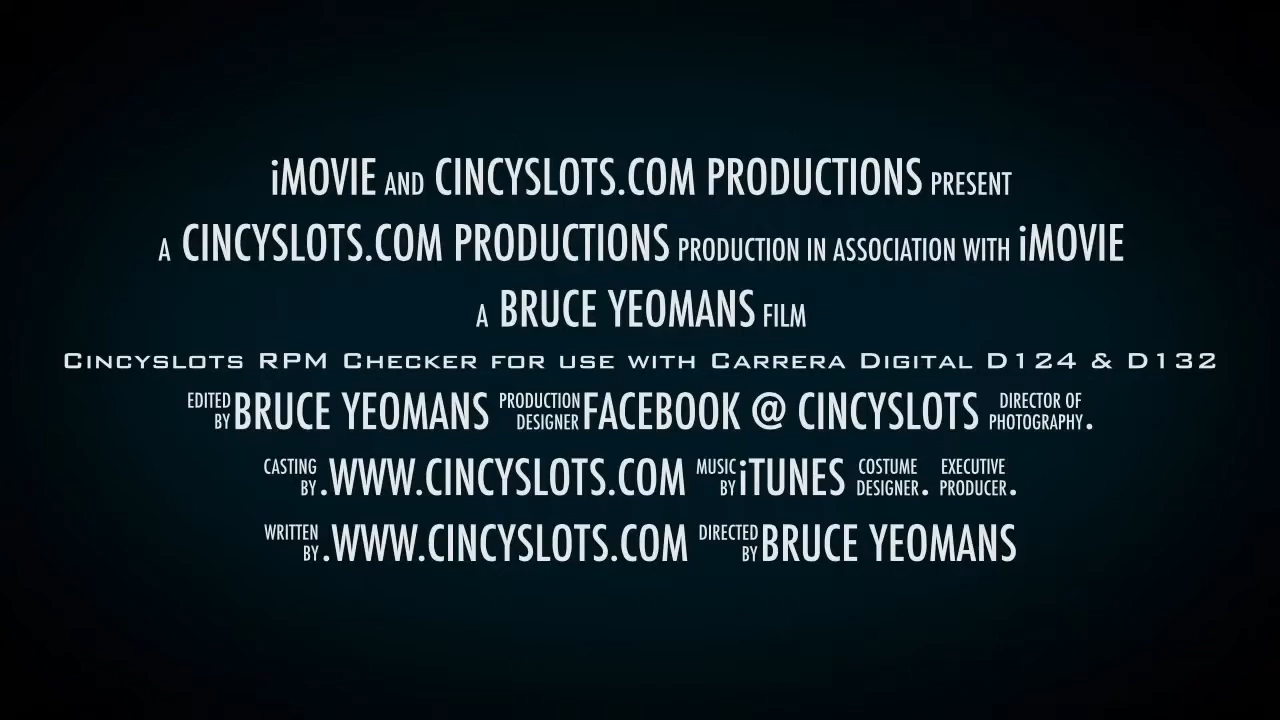 iMOVIE AND CINCYSLOTS.COM PRODUCTIONS PRESENT
A CINCYSLOTS.COM PRODUCTIONS PRODUCTION IN ASSOCIATION WITH iMOVIE
A BRUCE YEOMANS FILM
CINCYSLOTS RPM CHECKER FOR USE WITH CARRERA DIGITAL D124 & D132
EDITED BY BRUCE YEOMANS PRODUCTION DESIGNER FACEBOOK @ CINCYSLOTS DIRECTOR OF PHOTOGRAPHY .
CASTING BY .WWW.CINCYSLOTS.COM MUSIC BY iTUNES COSTUME DESIGNER . EXECUTIVE PRODUCER .
WRITTEN BY .WWW.CINCYSLOTS.COM DIRECTED BY BRUCE YEOMANS